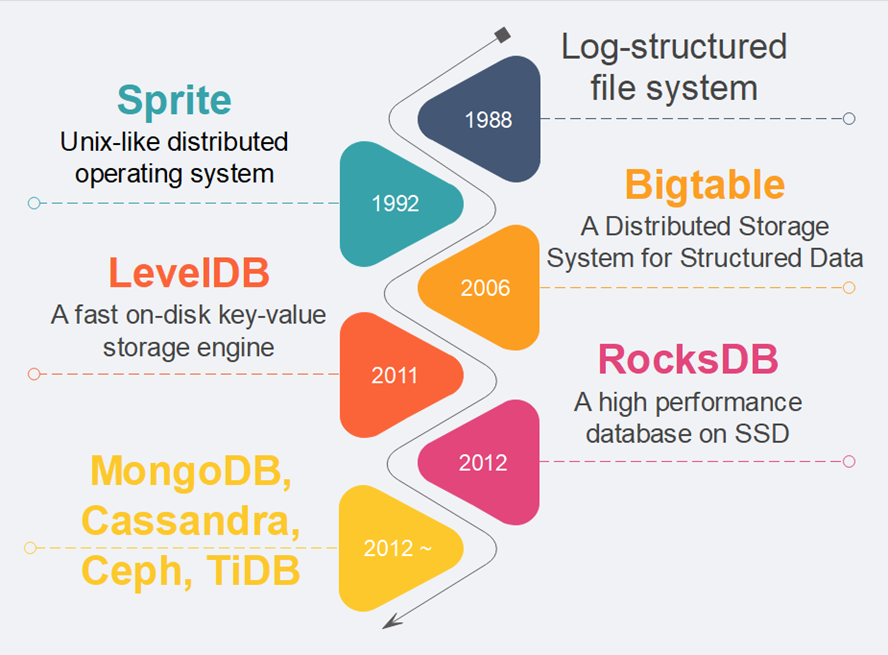 Log-structured
file system
1988
Sprite
Unix-like distributed
operating system
1992
Bigtable
A Distributed Storage
System for Structured Data
2006
LevelDB
A fast on-disk key-value
storage engine
2011
RocksDB
A high performance
database on SSD
2012
MongoDB,
Cassandra,
Ceph, TiDB
2012 ~